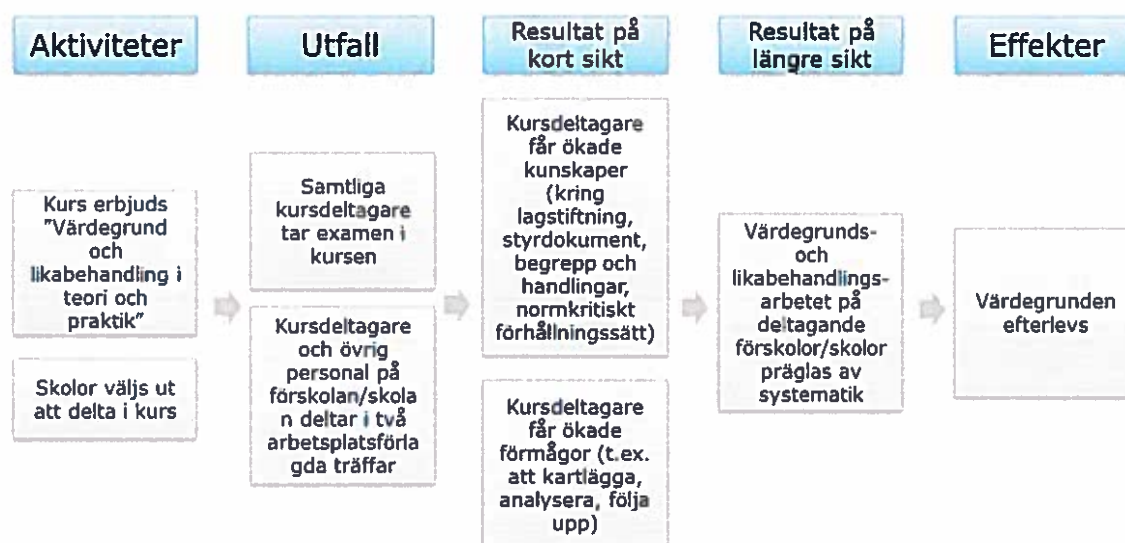 Aktiviteter
Utfall
Resultat på
kort sikt
Resultat på
längre sikt
Effekter
Kurs erbjuds
"Värdegrund
och
likabehandling i
teori och
praktik"
Skolor väljs ut
att delta i kurs
Samtliga
kursdeltagare
tar examen i
kursen
Kursdeltagare
och övrig
personal på
förskolan/skola
n deltar i två
arbetsplatsförla
gda träffar
Kursdeltagare
får ökade
kunskaper
(kring
lagstiftning,
styrdokument,
begrepp och
handlingar,
normkritiskt
förhållningssätt)
Kursdeltagare
får ökade
förmågor (t.ex.
att kartlägga,
analysera, följa
upp)
Värdegrunds-
och
likabehandlings-
arbetet på
deltagande
förskolor/skolor
präglas av
systematik
Värdegrunden
efterlevs